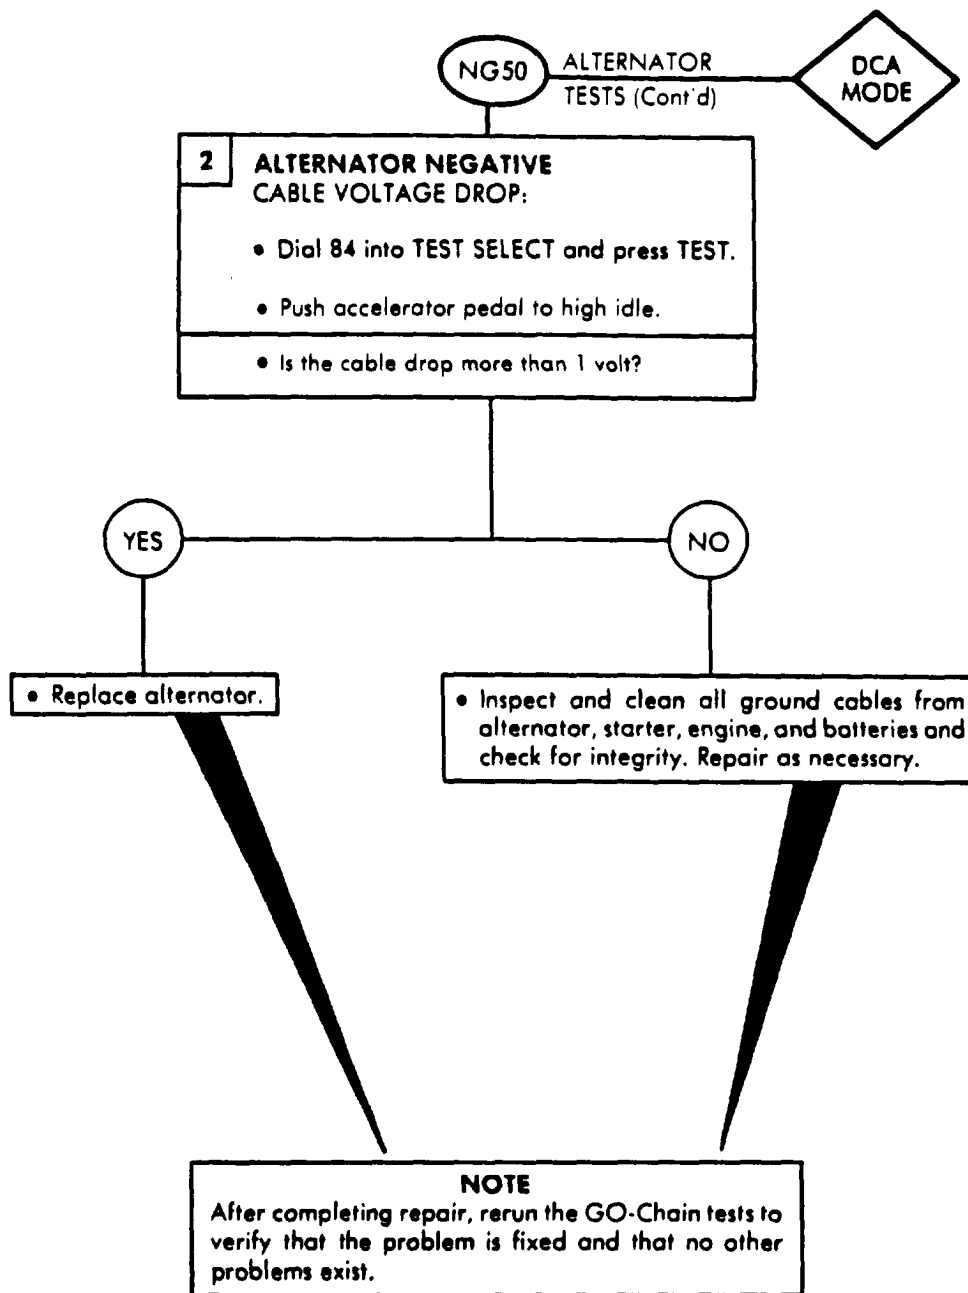 NG50
ALTERNATOR
TESTS (Cont'd)
DCA
MODE
2
ALTERNATOR NEGATIVE
CABLE VOLTAGE DROP:
• Dial 84 into TEST SELECT and press TEST.
• Push accelerator pedal to high idle.
• Is the cable drop more than 1 volt?
YES
NO
• Replace alternator.
• Inspect and clean all ground cables from
alternator, starter, engine, and batteries and
check for integrity. Repair as necessary.
NOTE
After completing repair, rerun the GO-Chain tests to
verify that the problem is fixed and that no other
problems exist.